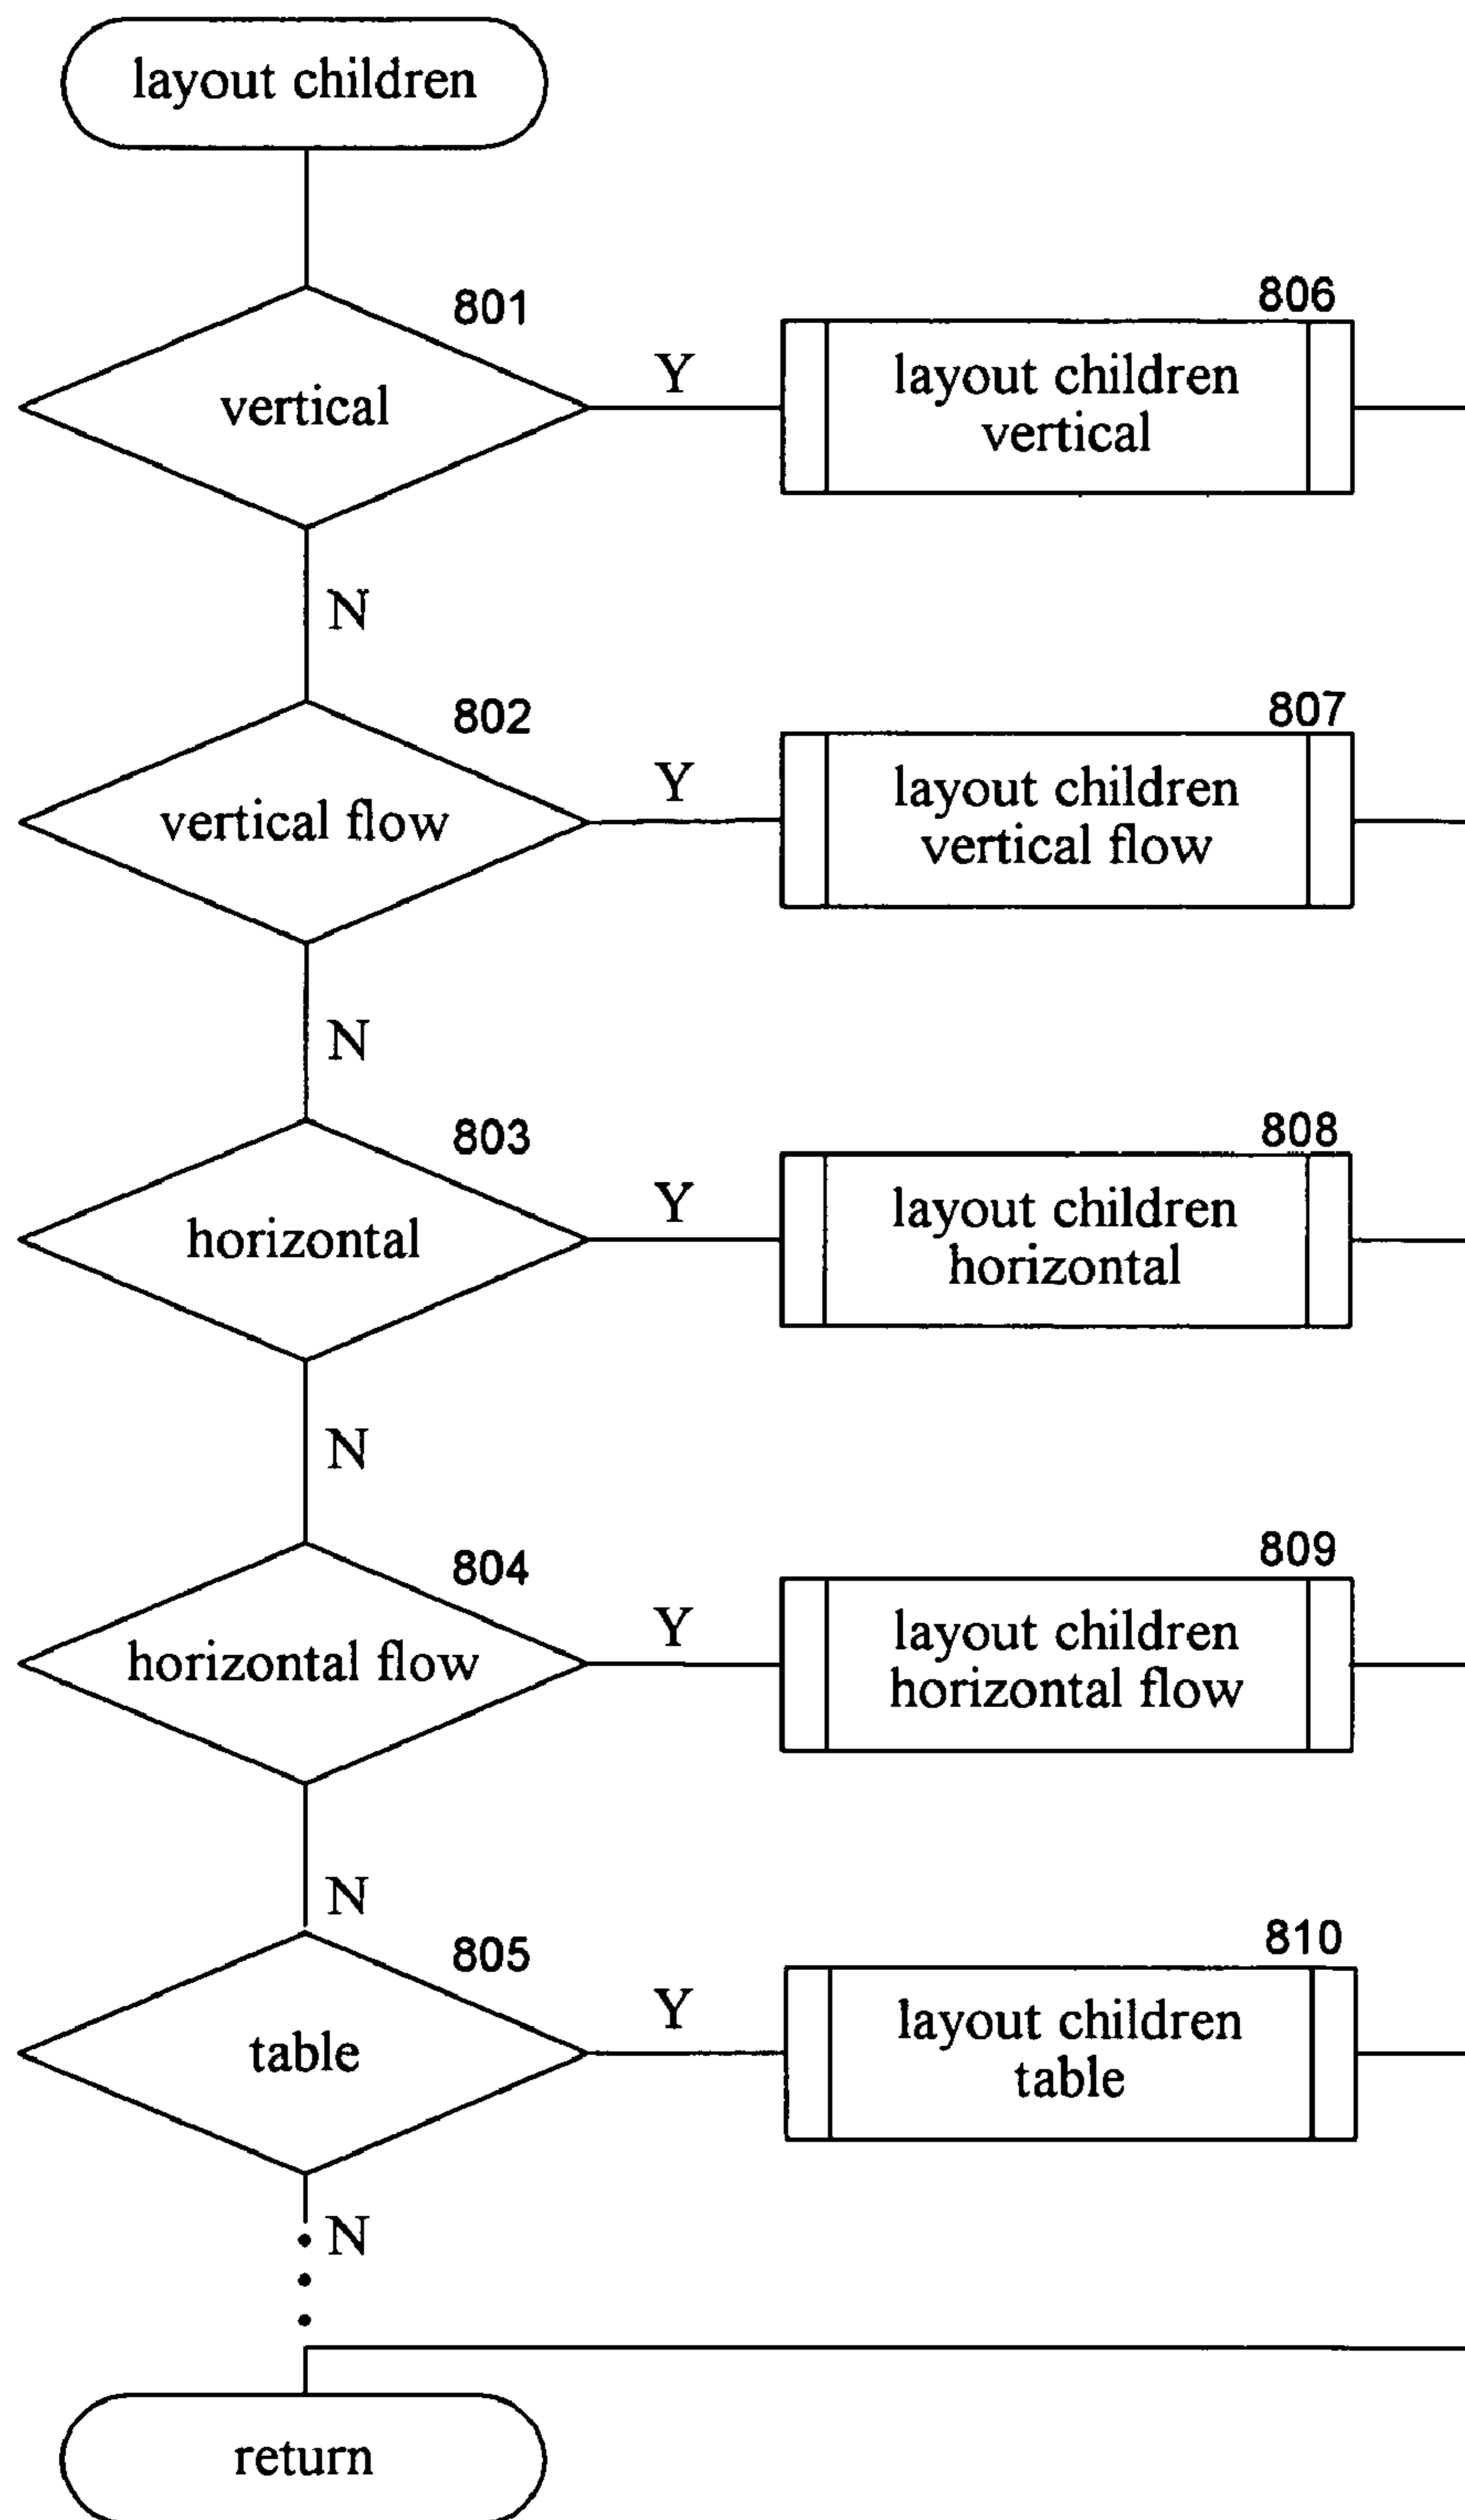 layout children
801
806
vertical
Y
layout children
vertical
N
802
807
vertical flow
Y
layout children
vertical flow
N
803
808
horizontal
Y
layout children
horizontal
N
804
809
horizontal flow
Y
layout children
horizontal flow
N
805
810
table
Y
layout children
table
N
return